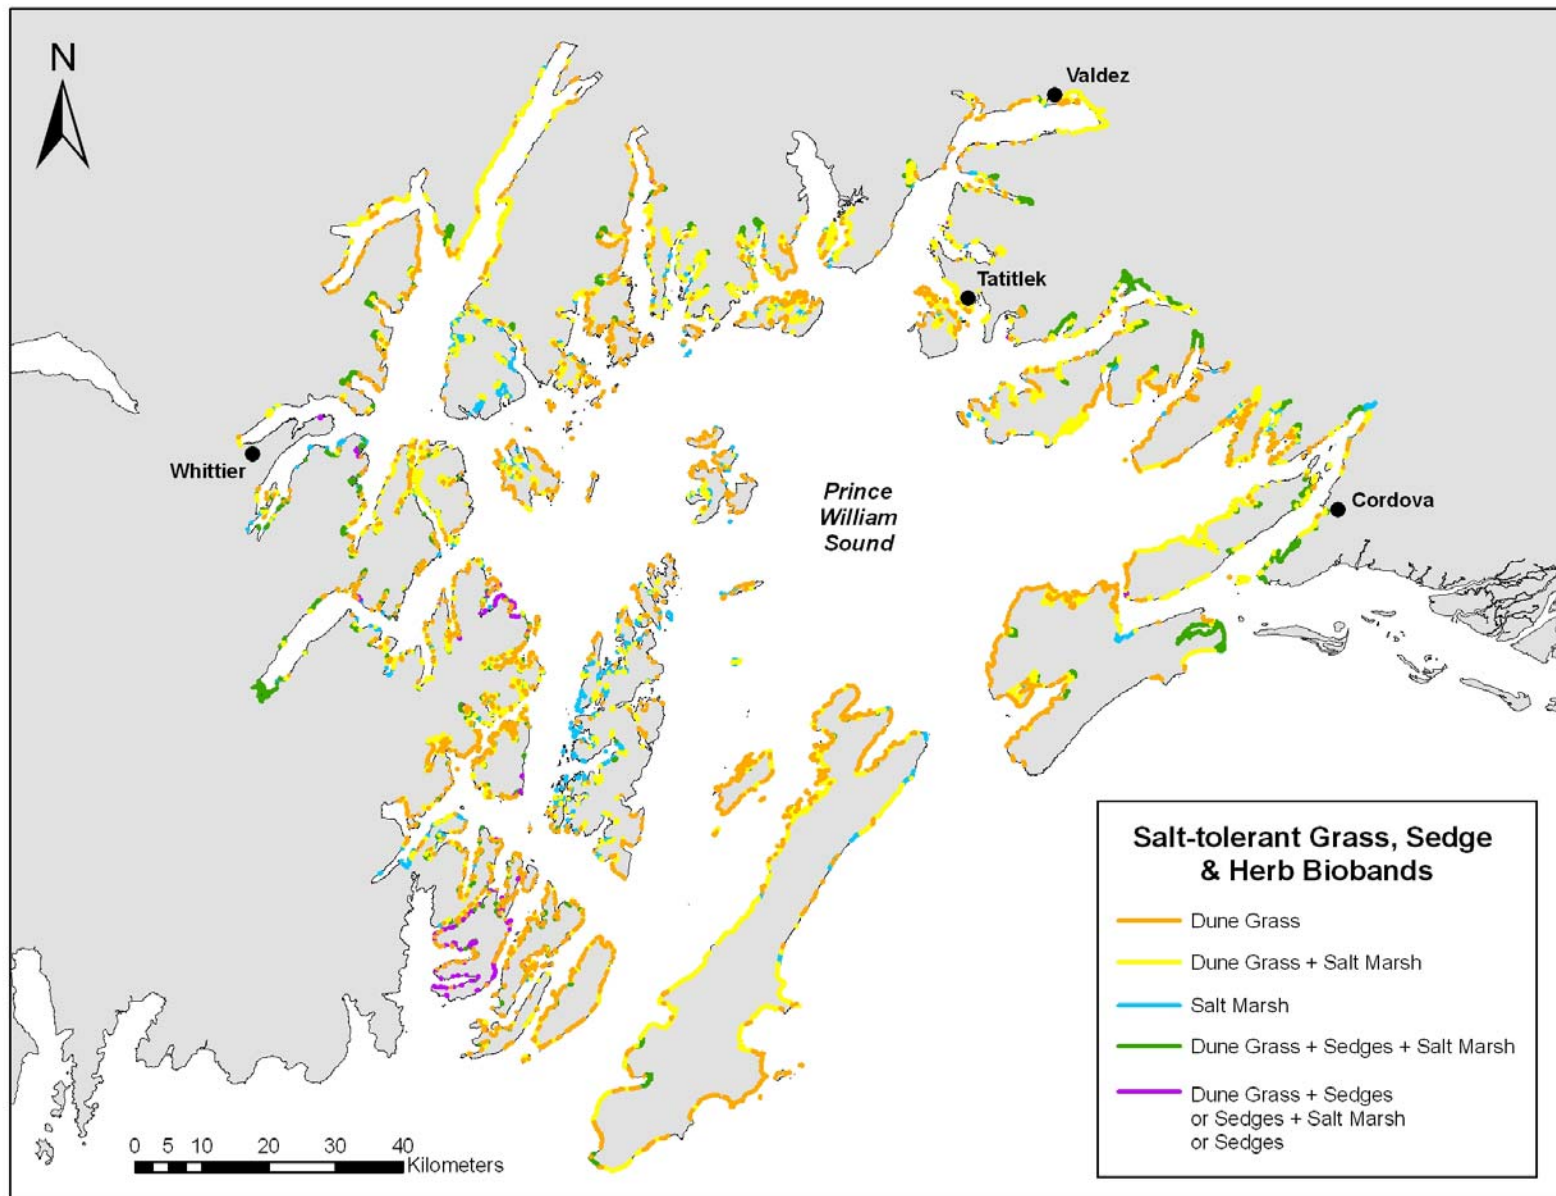 N
Valdez
Tatitlek
Whittier
Prince
William
Sound
Cordova
Salt-tolerant Grass, Sedge
& Herb Biobands
Dune Grass
Dune Grass + Salt Marsh
Salt Marsh
Dune Grass + Sedges + Salt Marsh
Dune Grass + Sedges
or Sedges + Salt Marsh
or Sedges
0 5 10 20 30 40
Kilometers